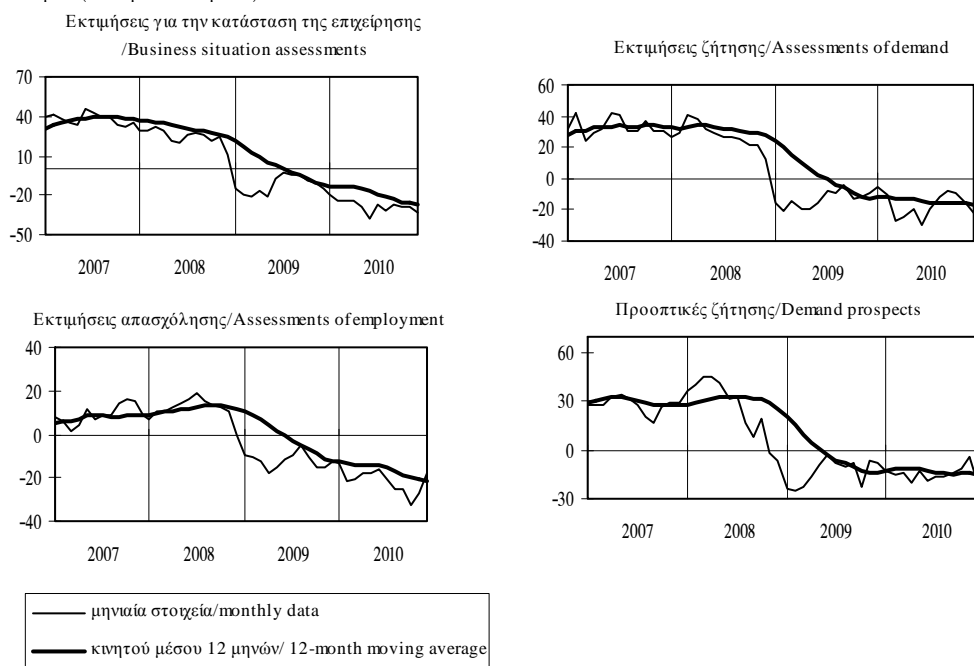 Εκτιμήσεις για την κατάσταση της επιχείρησης
/Business situation assessments
70
40
10
-20
-50
2007 2008 2009 2010
Εκτιμήσεις ζήτησης/Assessments of demand
60
40
20
0
-20
-40
2007 2008 2009 2010
Εκτιμήσεις απασχόλησης/Assessments of employment
40
20
0
-20
-40
2007 2008 2009 2010
Προοπτικές ζήτησης/Demand prospects
60
30
0
-30
2007 2008 2009 2010
μηνιαία στοιχεία/monthly data
κινητού μέσου 12 μηνών/ 12-month moving average